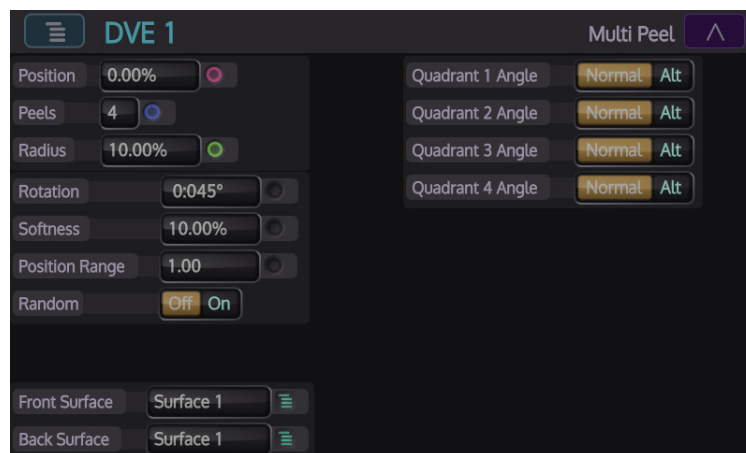 DVE 1
Multi Peel
Position 0.00%
Peels 4
Radius 10.00%
Rotation 0:045°
Softness 10.00%
Position Range 1.00
Random Off On
Quadrant 1 Angle Normal Alt
Quadrant 2 Angle Normal Alt
Quadrant 3 Angle Normal Alt
Quadrant 4 Angle Normal Alt
Front Surface Surface 1
Back Surface Surface 1